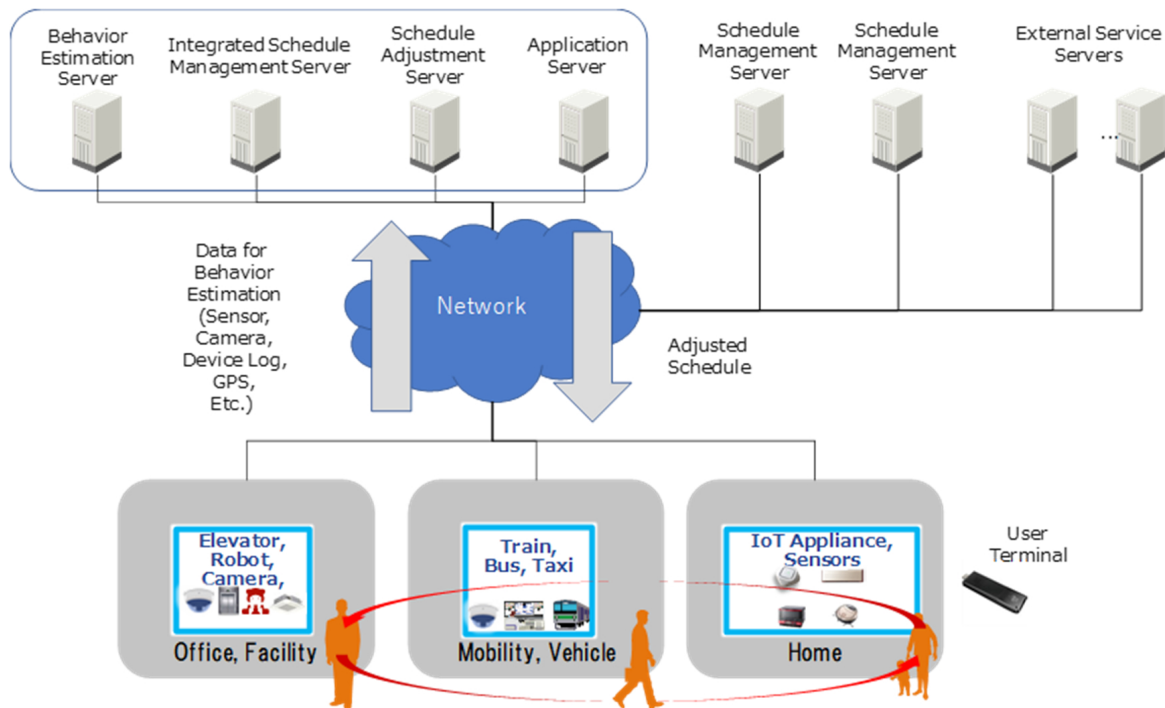 Behavior
Estimation
Server
Integrated Schedule
Management Server
Schedule
Adjustment
Server
Application
Server
Schedule
Management
Server
Schedule
Management
Server
External Service
Servers
...
Data for
Behavior
Estimation
(Sensor,
Camera,
Device Log,
GPS,
Etc.)
Network
Adjusted
Schedule
Elevator,
Robot,
Camera,
Office, Facility
Train,
Bus, Taxi
Mobility, Vehicle
IoT Appliance,
Sensors
Home
User
Terminal